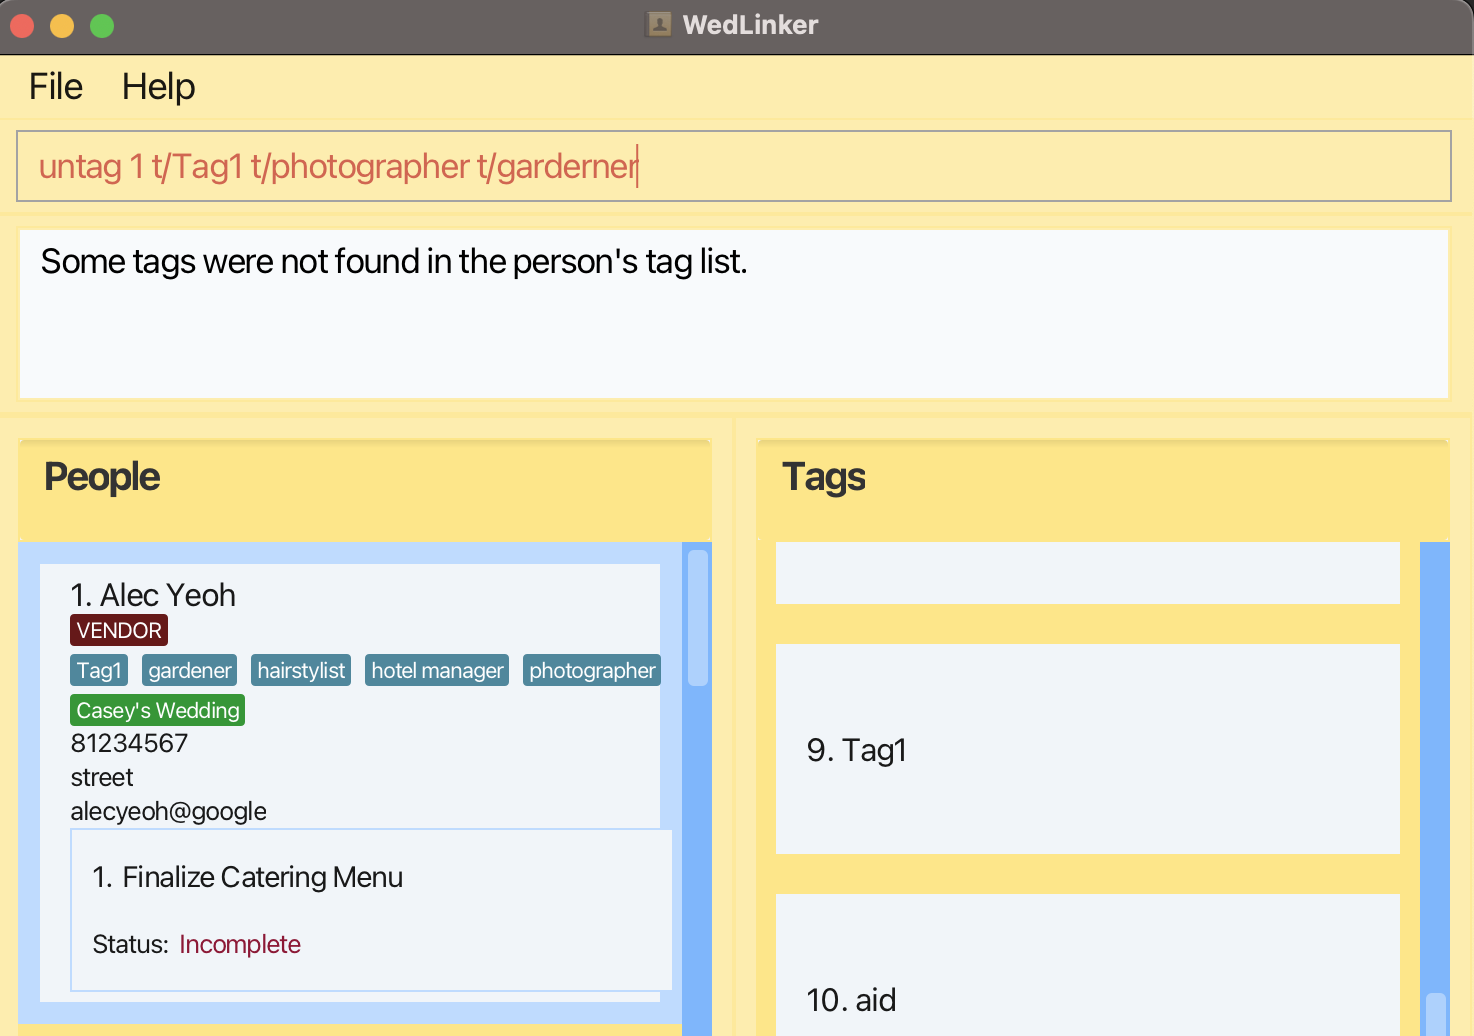 WedLinker
File Help
untag 1 t/Tag1 t/photographer t/garderner
Some tags were not found in the person's tag list.
People
1. Alec Yeoh
VENDOR
Tag1 gardener hairstylist hotel manager photographer
Casey's Wedding
81234567
street
alecyeoh@google
1. Finalize Catering Menu
Status: Incomplete
Tags
9. Tag1
10. aid